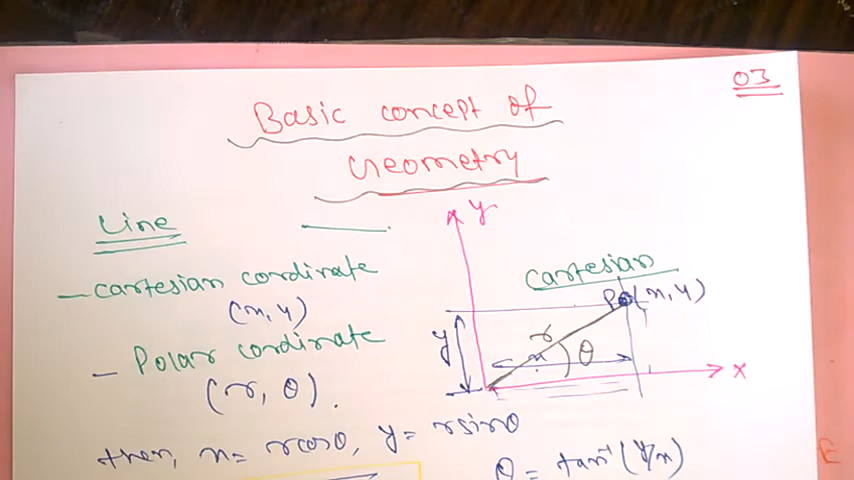 03
Basic concept of
Geometry
Line
- cartesian cordinate
(x, y)
- Polar cordinate
(r, θ).
then, x = rcosθ, y = rsinθ
θ = tan⁻¹(y/x)
y
cartesian
P (x, y)
y
r
x
θ
x
E